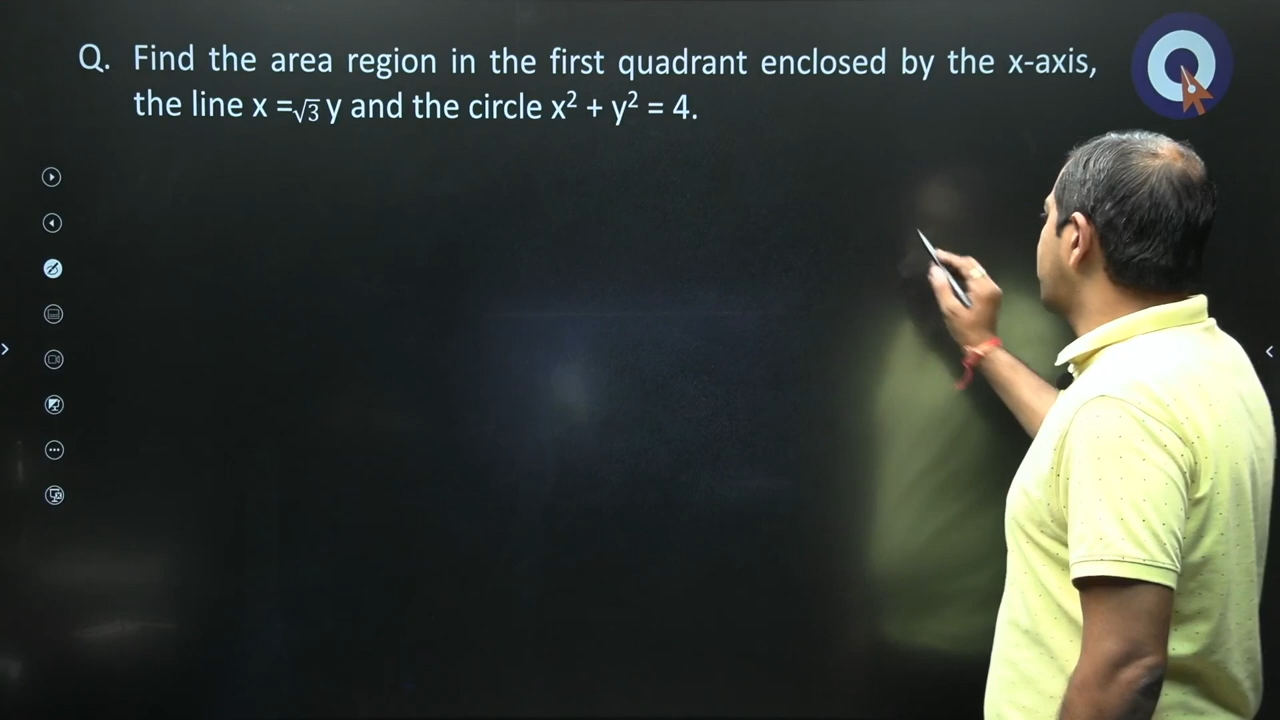 Q. Find the area region in the first quadrant enclosed by the x-axis,
the line x =√3 y and the circle x² + y² = 4.